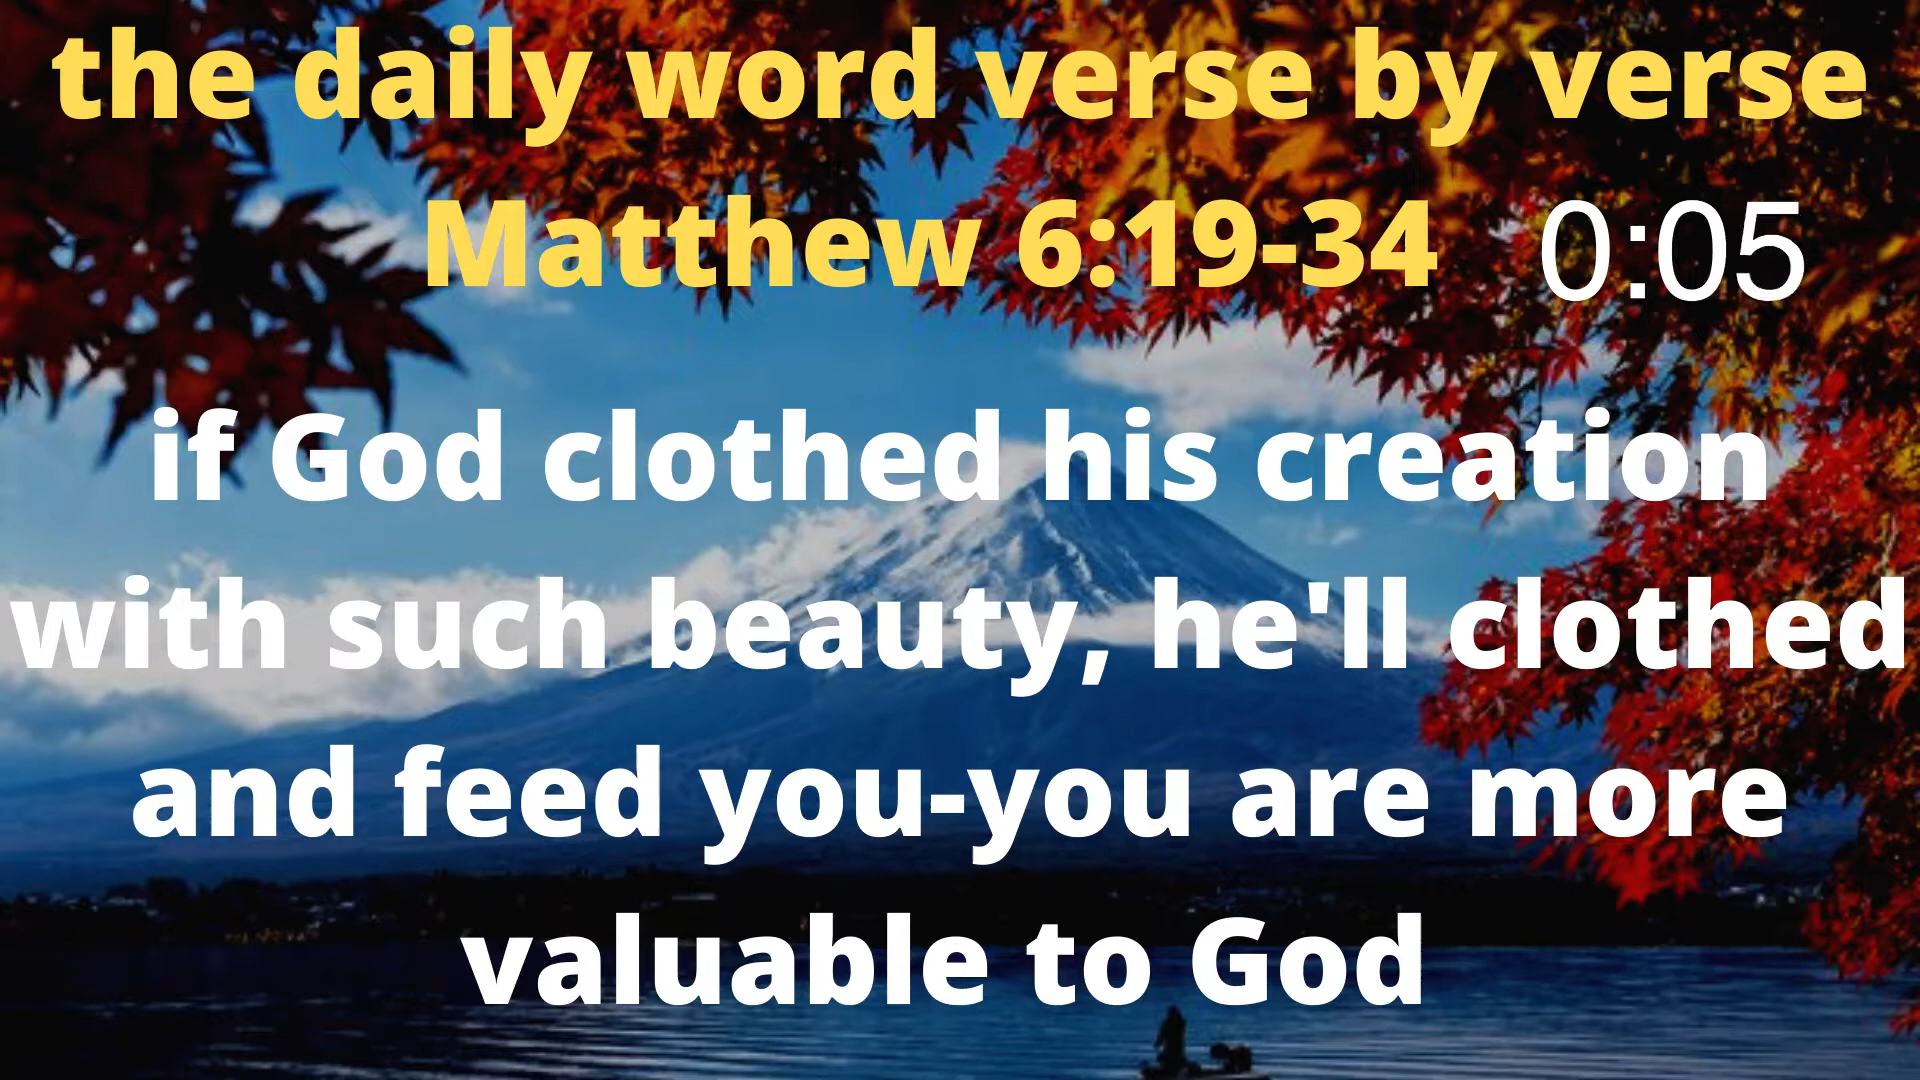 the daily word verse by verse
Matthew 6:19-34
0:05
if God clothed his creation
with such beauty, he'll clothed
and feed you-you are more
valuable to God